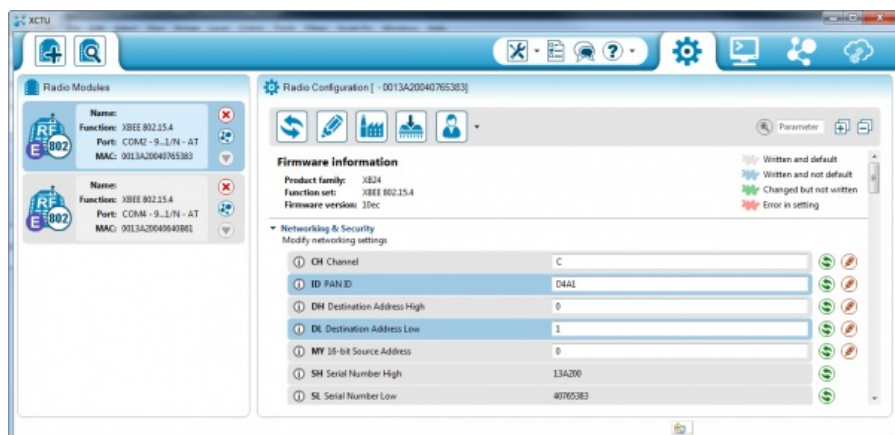 XCTU
Radio Modules
Name:
Function: XBEE 802.15.4
Port: COM2 - 9...1/N - AT
MAC: 0013A20040765383
RF
E 802
Name:
Function: XBEE 802.15.4
Port: COM4 - 9...1/N - AT
MAC: 0013A20040640B61
RF
E 802
Radio Configuration [ - 0013A20040765383]
Parameter
Firmware information
Product family: XB24
Function set: XBEE 802.15.4
Firmware version: 10ec
Written and default
Written and not default
Changed but not written
Error in setting
Networking & Security
Modify networking settings
CH Channel C
ID PAN ID D4A1
DH Destination Address High 0
DL Destination Address Low 1
MY 16-bit Source Address 0
SH Serial Number High 13A200
SL Serial Number Low 40765383